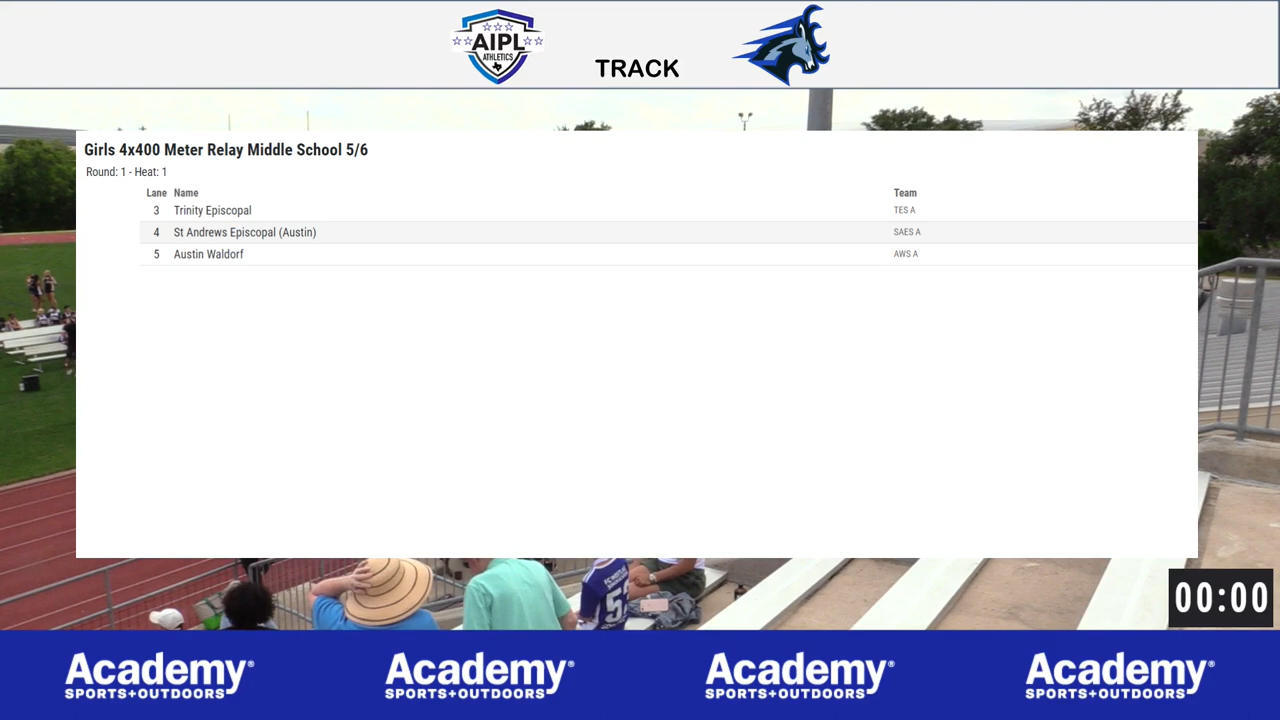 AIPL
ATHLETICS
TRACK
Girls 4x400 Meter Relay Middle School 5/6
Round: 1 - Heat: 1
Lane Name Team
3 Trinity Episcopal TES A
4 St Andrews Episcopal (Austin) SAES A
5 Austin Waldorf AWS A
5
00:00
Academy® Academy® Academy® Academy®
SPORTS+OUTDOORS SPORTS+OUTDOORS SPORTS+OUTDOORS SPORTS+OUTDOORS